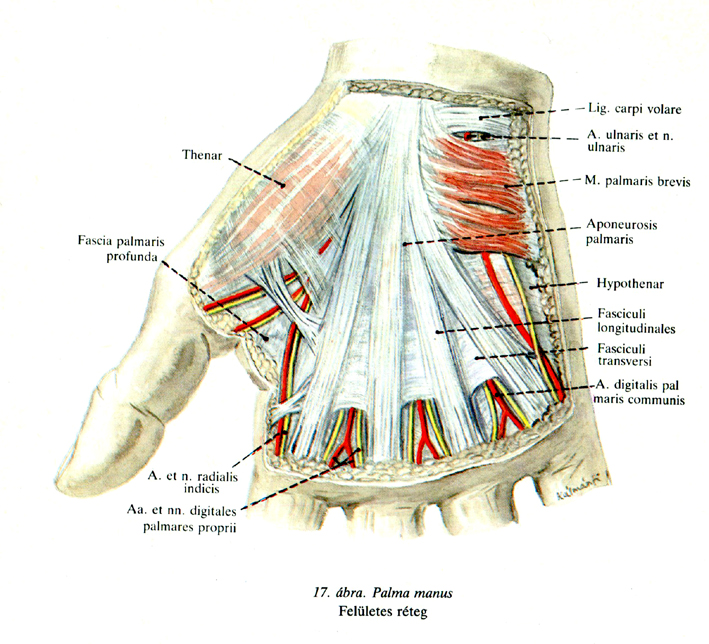 Lig. carpi volare
A. ulnaris et n.
ulnaris
Thenar
M. palmaris brevis
Aponeurosis
palmaris
Fascia palmaris
profunda
Hypothenar
Fasciculi
longitudinales
Fasciculi
transversi
A. digitalis pal
maris communis
A. et n. radialis
indicis
Aa. et nn. digitales
palmares proprii
Kálmánfi
17. ábra. Palma manus
Felületes réteg